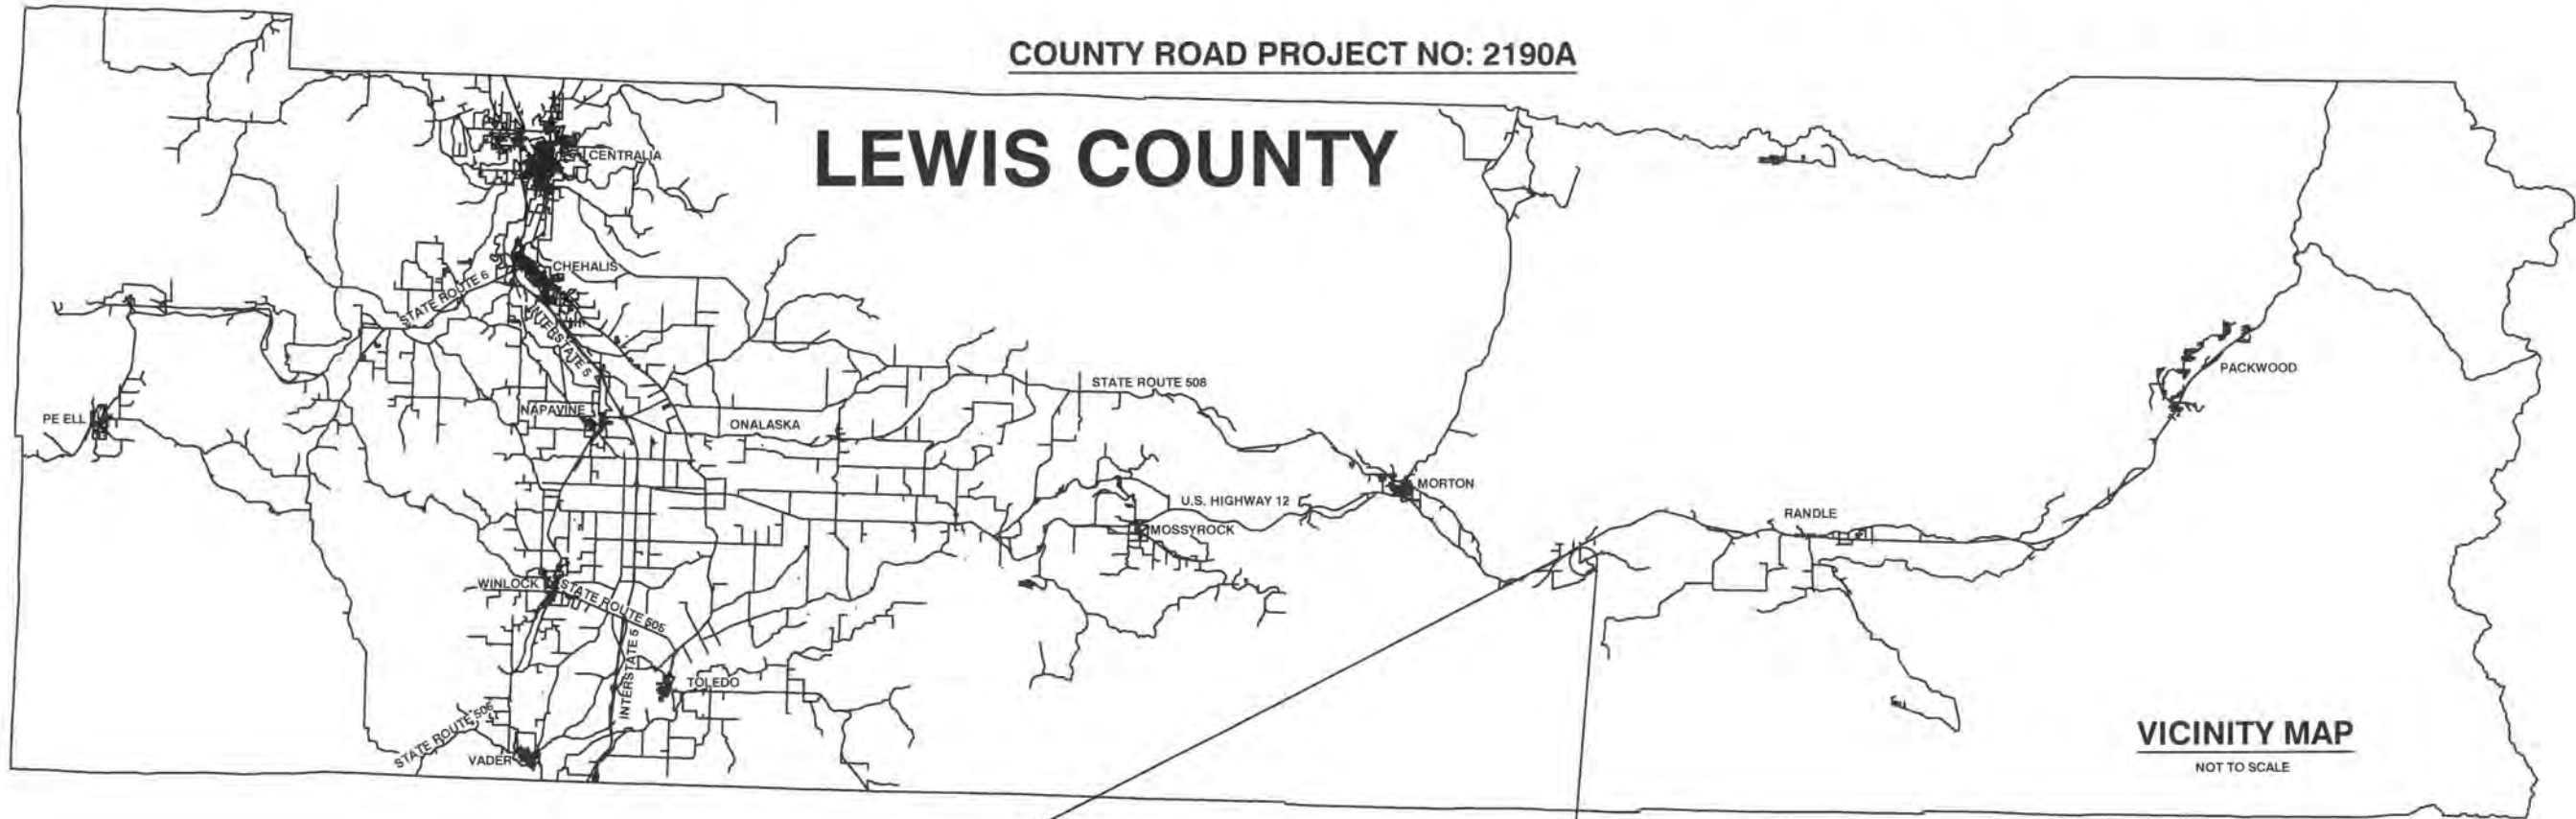 COUNTY ROAD PROJECT NO: 2190A
LEWIS COUNTY
CENTRALIA
CHEHALIS
STATE ROUTE 6
INTERSTATE 5
PACKWOOD
STATE ROUTE 508
NAPAVINE
PE ELL
ONALASKA
MORTON
U.S. HIGHWAY 12
RANDLE
MOSSYROCK
WINLOCK
STATE ROUTE 505
INTERSTATE 5
TOLEDO
STATE ROUTE 506
VADER
VICINITY MAP
NOT TO SCALE